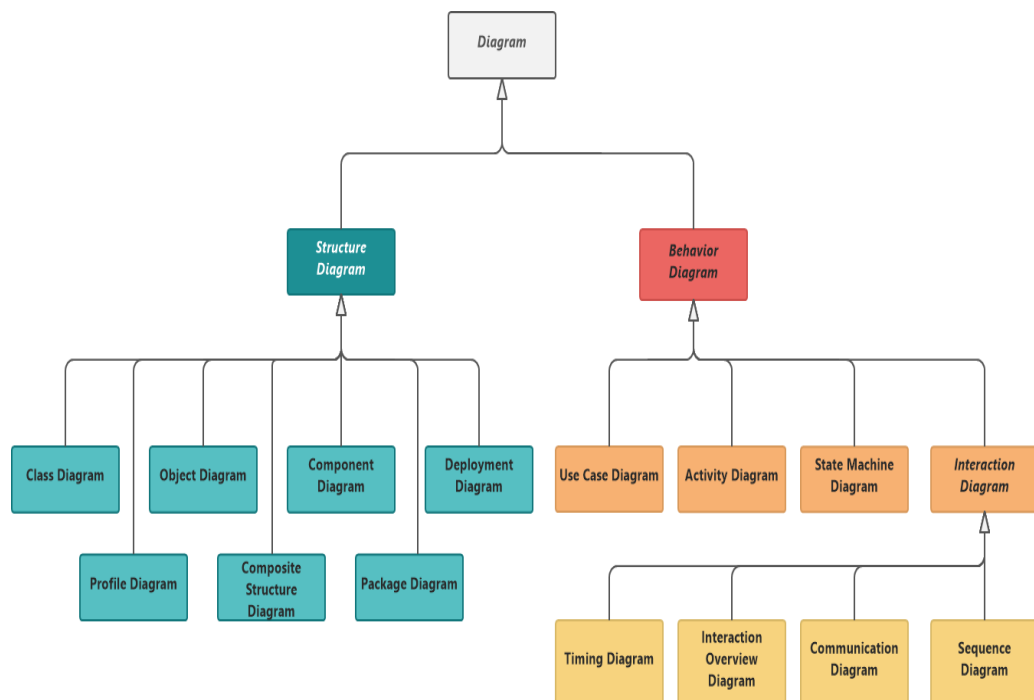 Diagram
Structure
Diagram
Behavior
Diagram
Class Diagram
Object Diagram
Component
Diagram
Deployment
Diagram
Use Case Diagram
Activity Diagram
State Machine
Diagram
Interaction
Diagram
Profile Diagram
Composite
Structure
Diagram
Package Diagram
Timing Diagram
Interaction
Overview
Diagram
Communication
Diagram
Sequence
Diagram